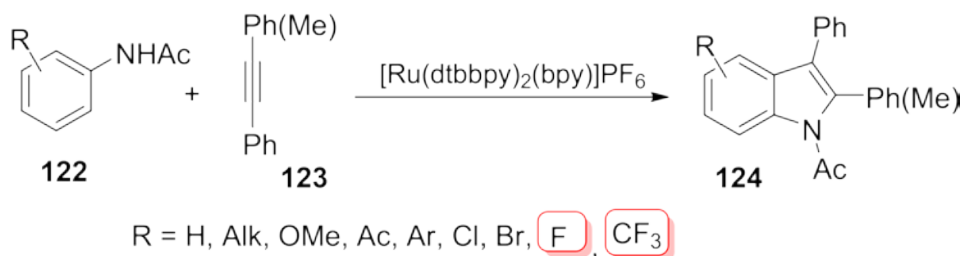 R
NHAc
122
+
Ph(Me)
Ph
123
[Ru(dtbbpy)₂(bpy)]PF₆
R
Ph
Ph(Me)
N
Ac
124
R = H, Alk, OMe, Ac, Ar, Cl, Br, F , CF₃